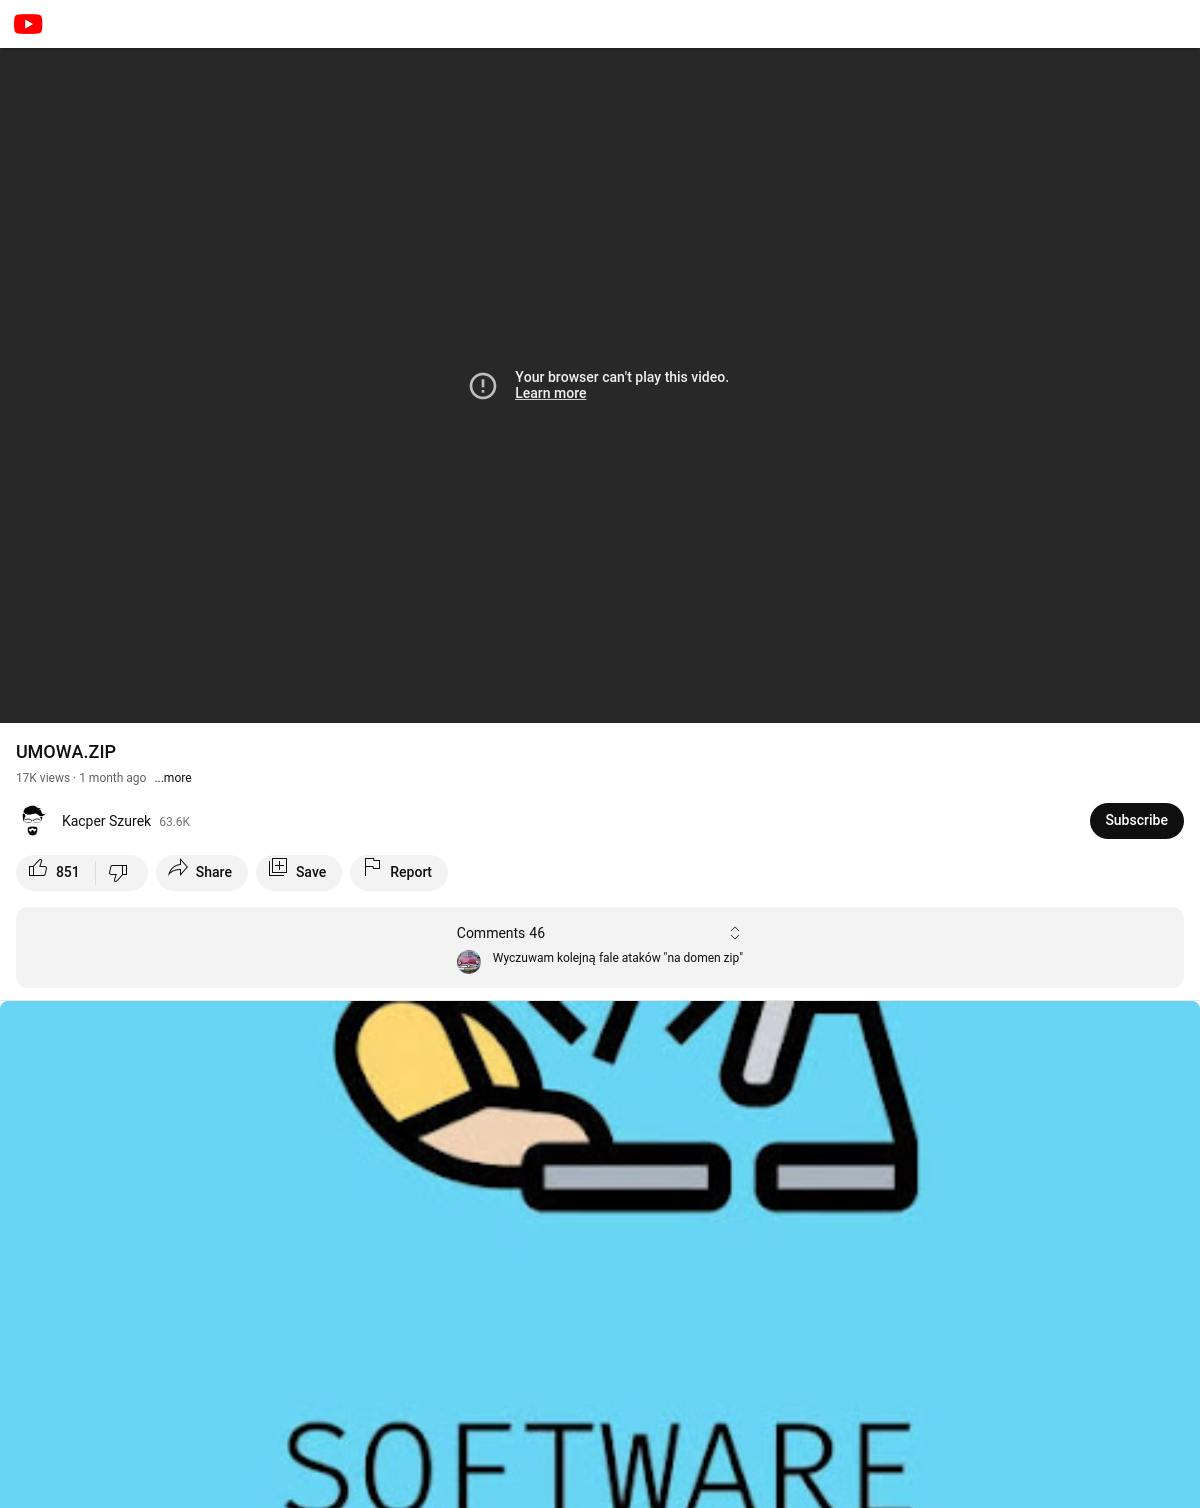 Your browser can't play this video.
Learn more
UMOWA.ZIP
17K views · 1 month ago ...more
Kacper Szurek 63.6K
Subscribe
851 Share Save Report
Comments 46
Wyczuwam kolejną fale ataków "na domen zip"
SOFTWARE